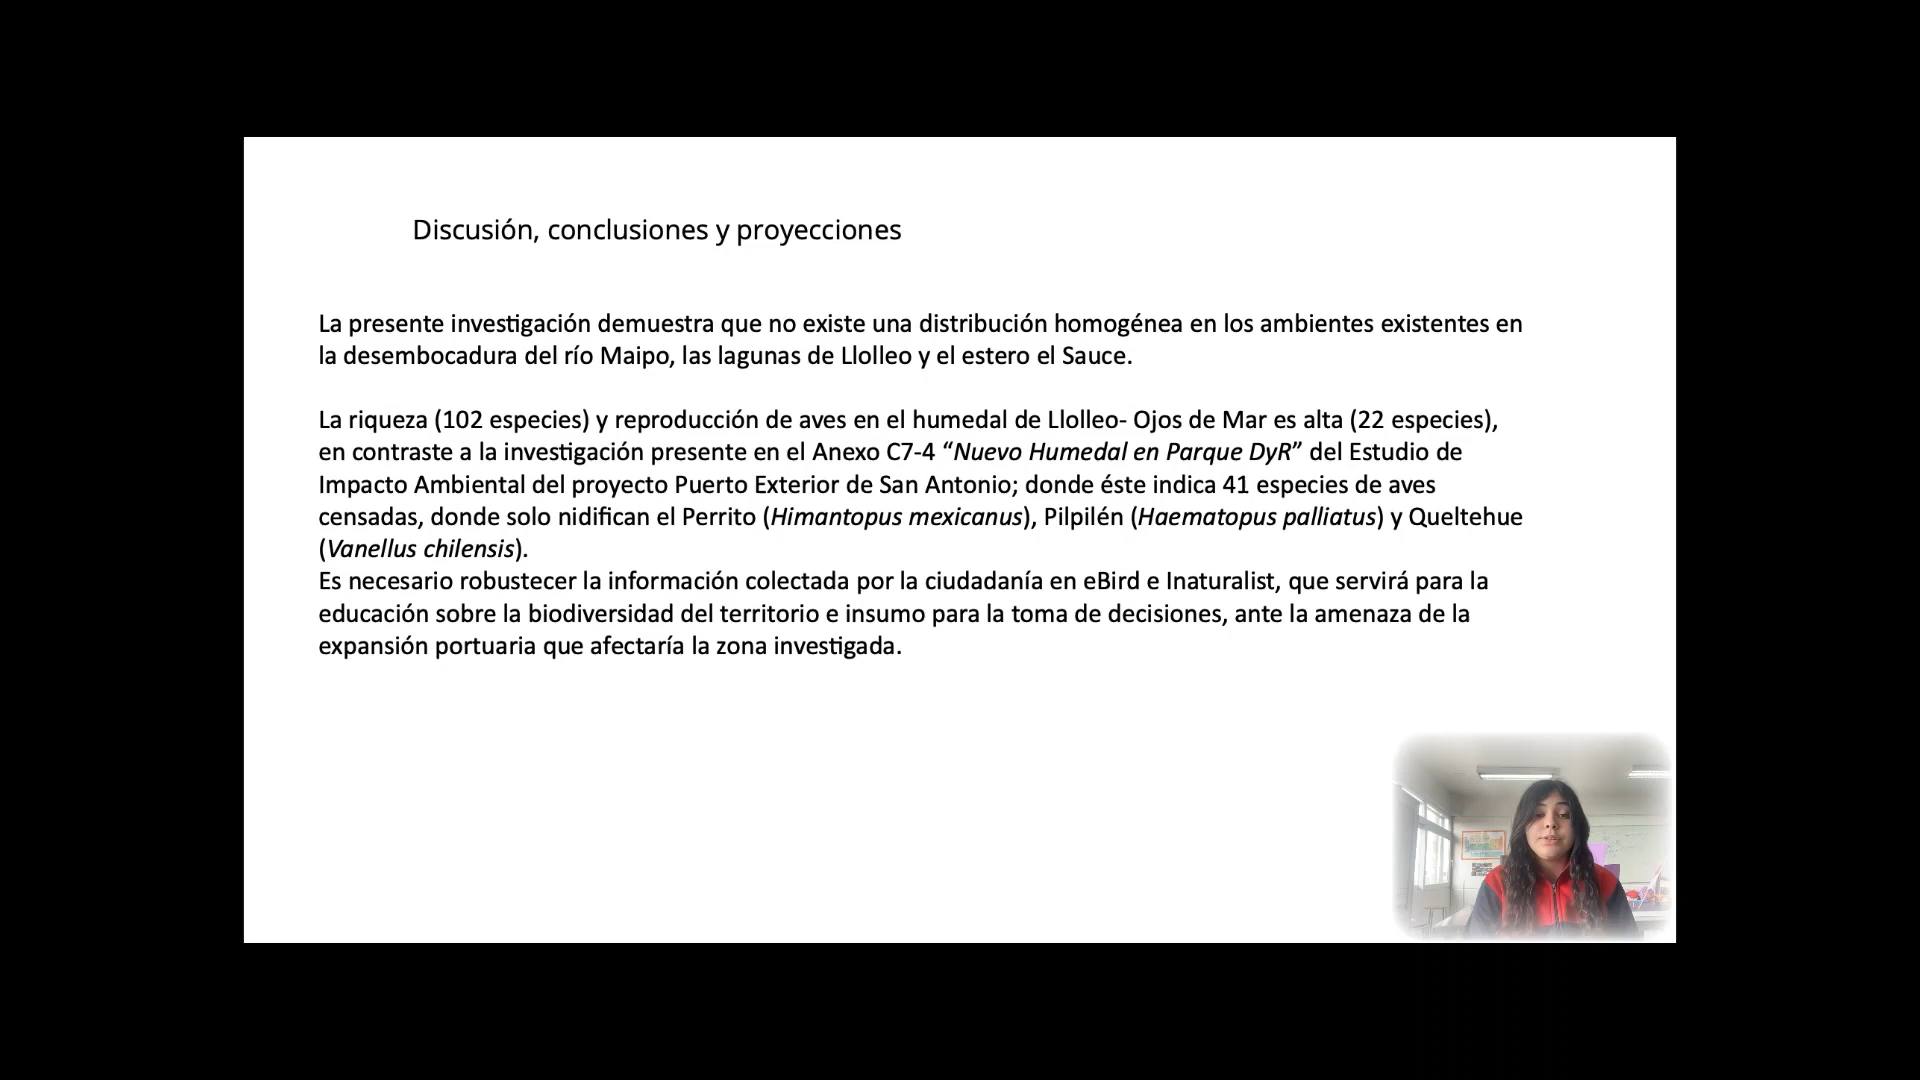 Discusión, conclusiones y proyecciones
La presente investigación demuestra que no existe una distribución homogénea en los ambientes existentes en
la desembocadura del río Maipo, las lagunas de Llolleo y el estero el Sauce.
La riqueza (102 especies) y reproducción de aves en el humedal de Llolleo- Ojos de Mar es alta (22 especies),
en contraste a la investigación presente en el Anexo C7-4 “Nuevo Humedal en Parque DyR” del Estudio de
Impacto Ambiental del proyecto Puerto Exterior de San Antonio; donde éste indica 41 especies de aves
censadas, donde solo nidifican el Perrito (Himantopus mexicanus), Pilpilén (Haematopus palliatus) y Queltehue
(Vanellus chilensis).
Es necesario robustecer la información colectada por la ciudadanía en eBird e Inaturalist, que servirá para la
educación sobre la biodiversidad del territorio e insumo para la toma de decisiones, ante la amenaza de la
expansión portuaria que afectaría la zona investigada.